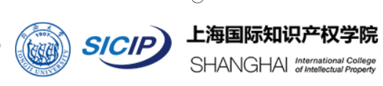 1907
TONGJI UNIVERSITY
SICIP
上海国际知识产权学院
SHANGHAI International College
of Intellectual Property